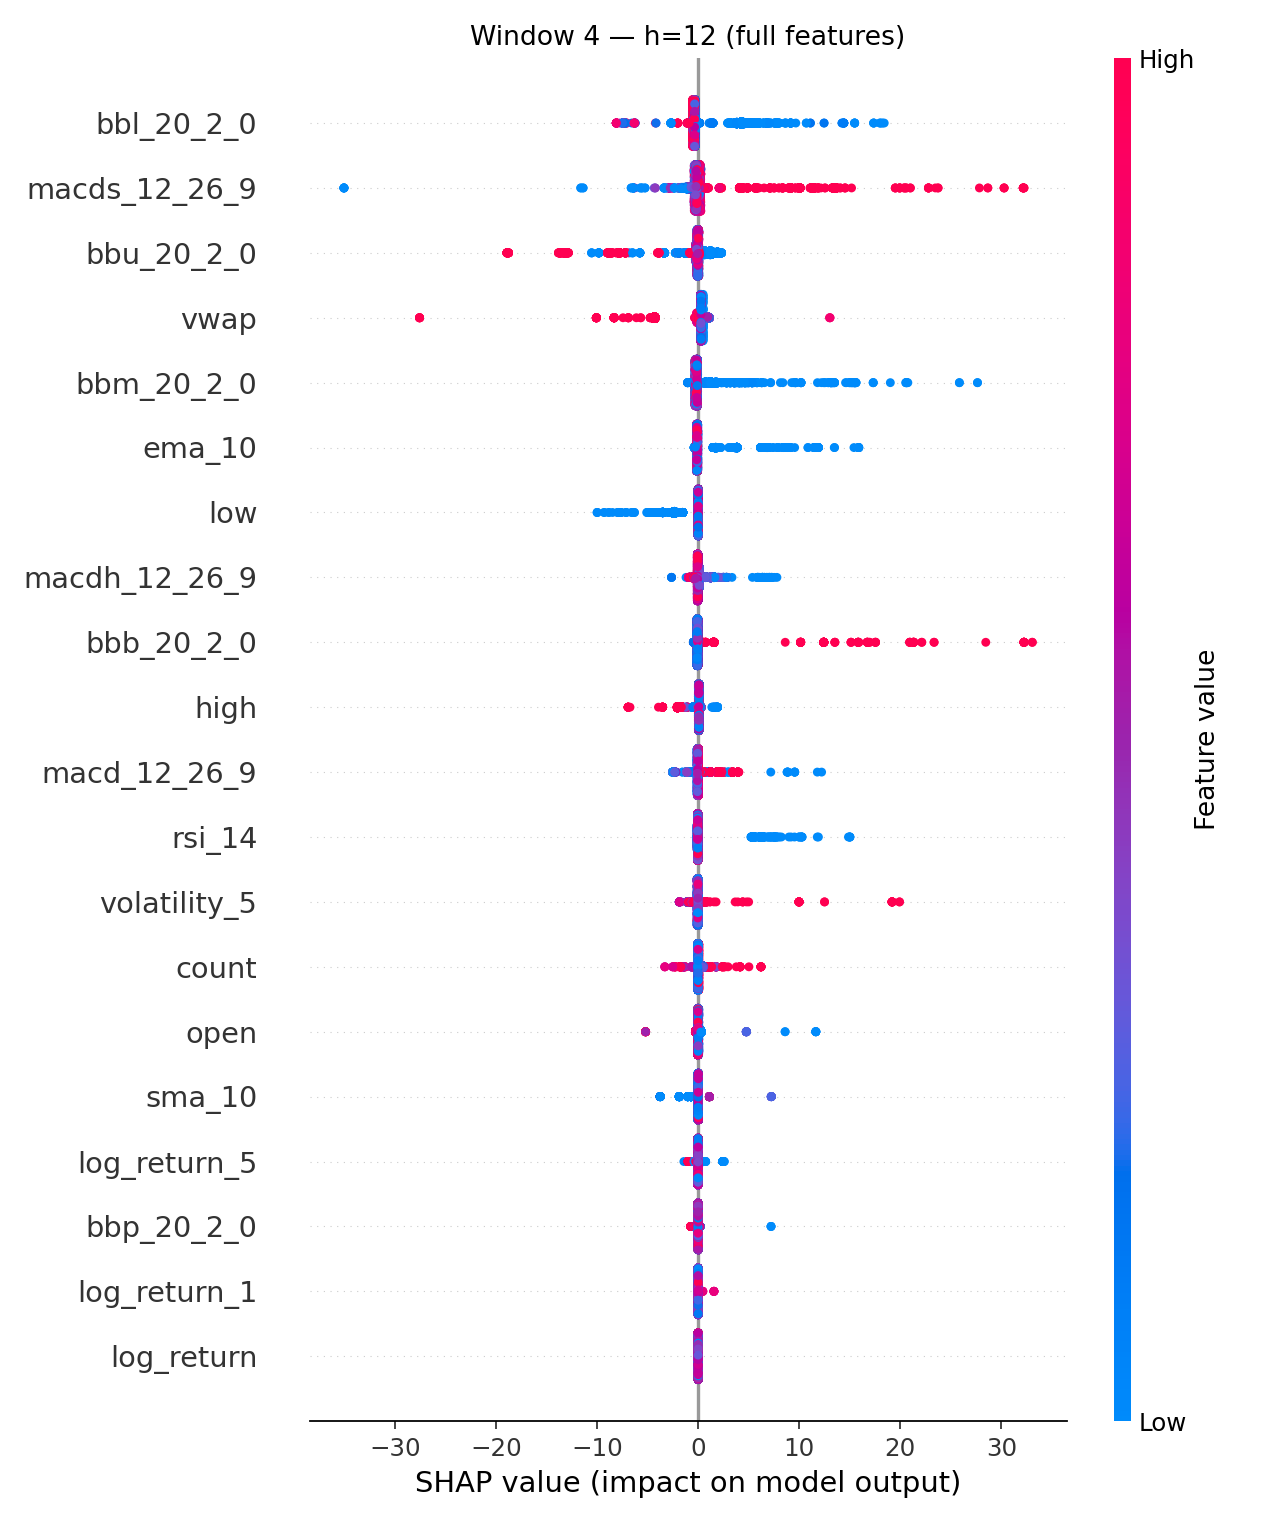 Window 4 — h=12 (full features)
High
bbl_20_2_0
macds_12_26_9
bbu_20_2_0
vwap
bbm_20_2_0
ema_10
low
macdh_12_26_9
bbb_20_2_0
high
macd_12_26_9
rsi_14
volatility_5
count
open
sma_10
log_return_5
bbp_20_2_0
log_return_1
log_return
Feature value
Low
−30 −20 −10 0 10 20 30
SHAP value (impact on model output)